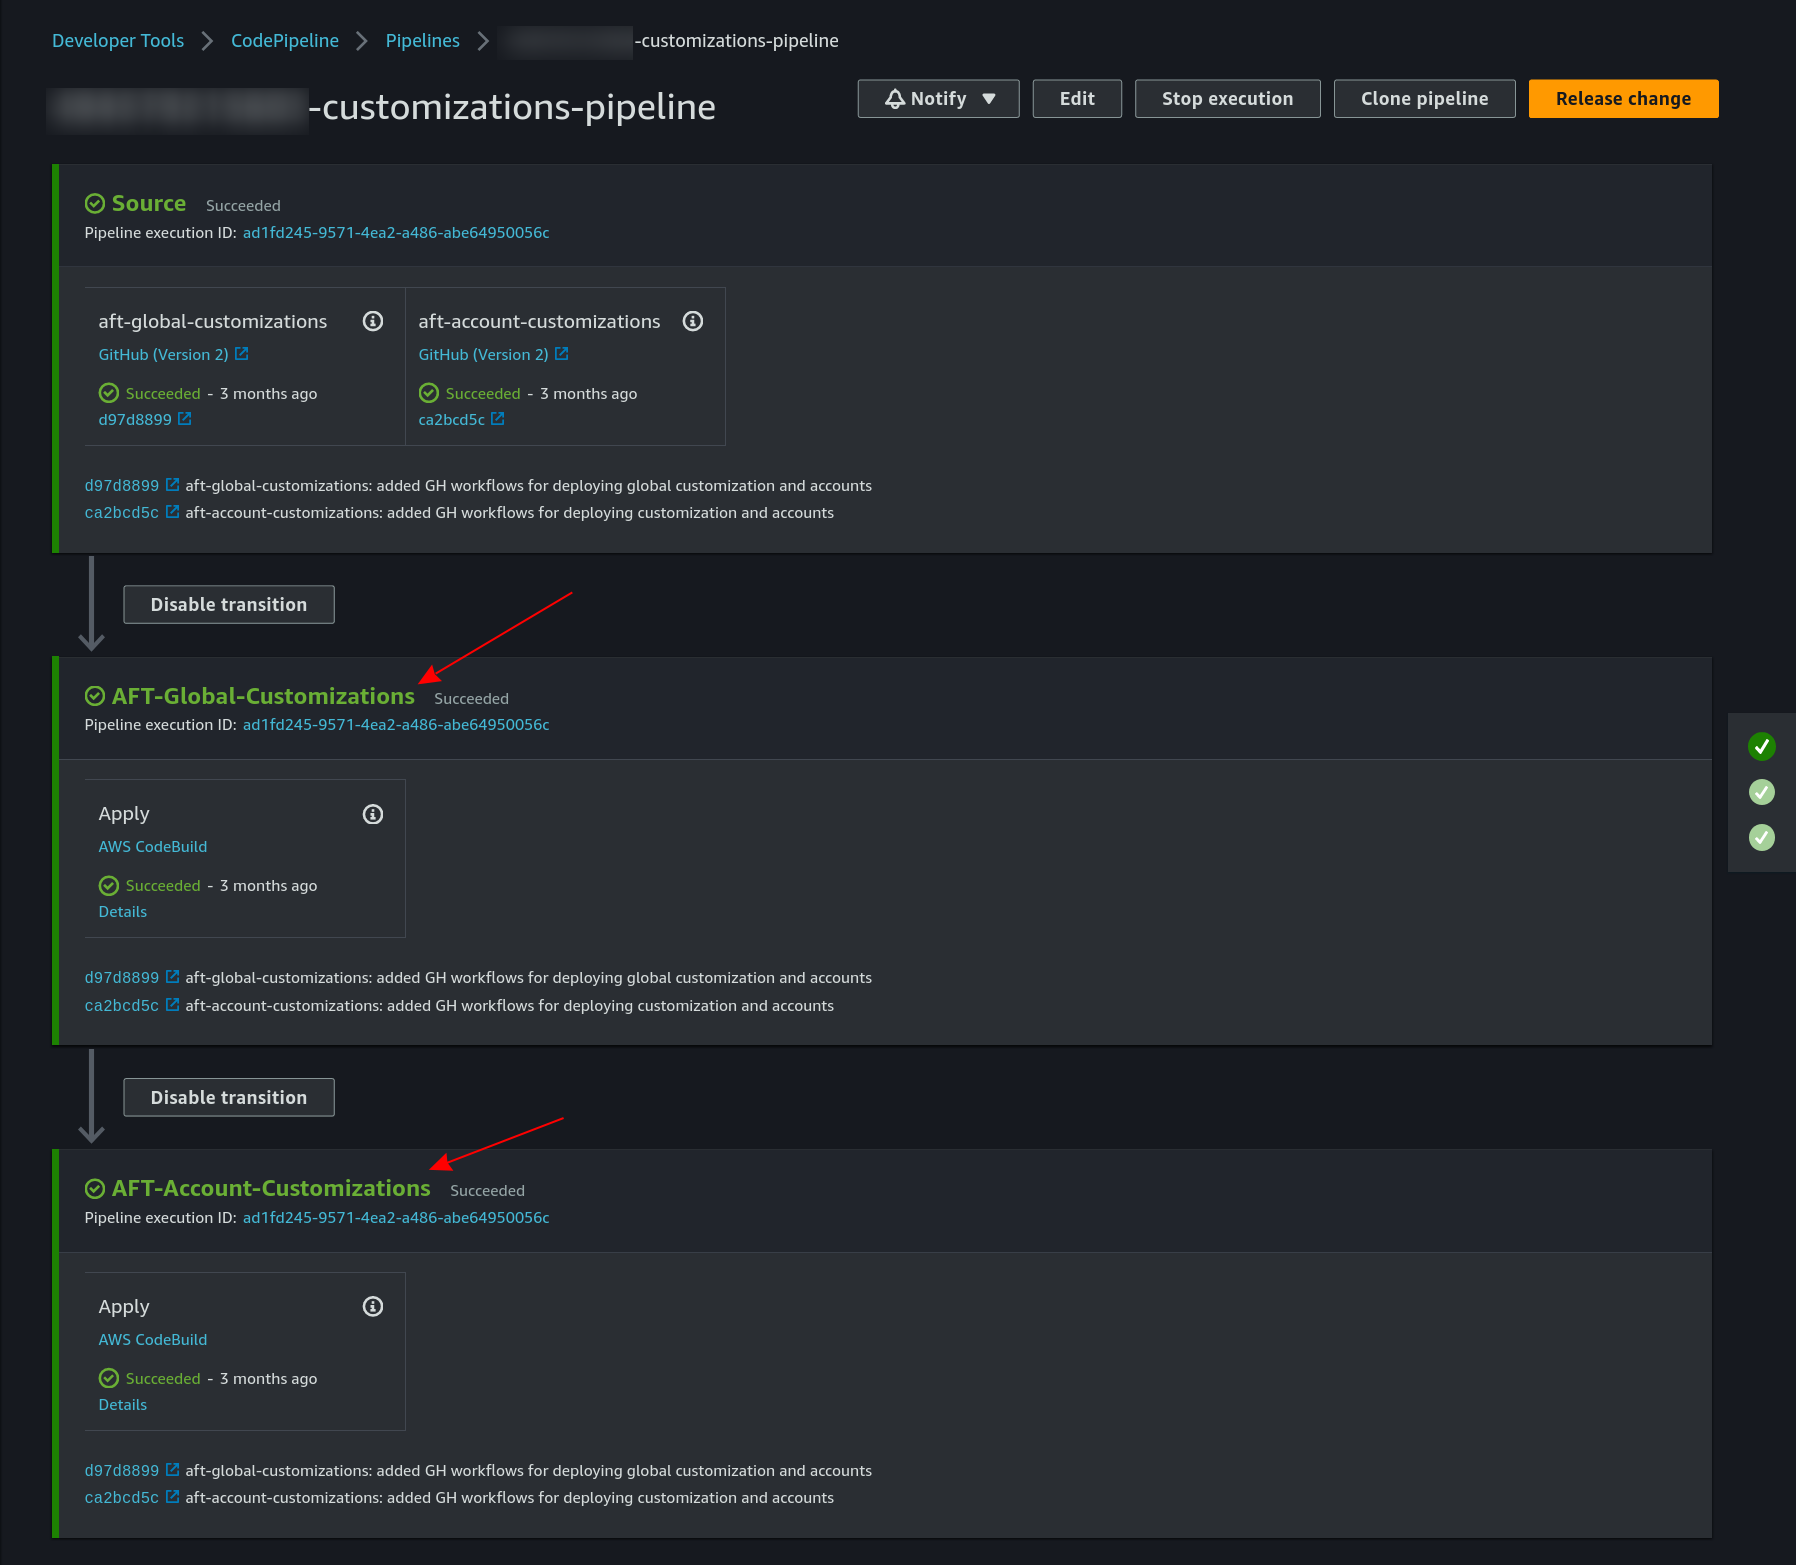 Developer Tools > CodePipeline > Pipelines > -customizations-pipeline
-customizations-pipeline
Notify ▼ Edit Stop execution Clone pipeline Release change
Source Succeeded
Pipeline execution ID: ad1fd245-9571-4ea2-a486-abe64950056c
aft-global-customizations
GitHub (Version 2)
Succeeded - 3 months ago
d97d8899
aft-account-customizations
GitHub (Version 2)
Succeeded - 3 months ago
ca2bcd5c
d97d8899 aft-global-customizations: added GH workflows for deploying global customization and accounts
ca2bcd5c aft-account-customizations: added GH workflows for deploying customization and accounts
Disable transition
AFT-Global-Customizations Succeeded
Pipeline execution ID: ad1fd245-9571-4ea2-a486-abe64950056c
Apply
AWS CodeBuild
Succeeded - 3 months ago
Details
d97d8899 aft-global-customizations: added GH workflows for deploying global customization and accounts
ca2bcd5c aft-account-customizations: added GH workflows for deploying customization and accounts
Disable transition
AFT-Account-Customizations Succeeded
Pipeline execution ID: ad1fd245-9571-4ea2-a486-abe64950056c
Apply
AWS CodeBuild
Succeeded - 3 months ago
Details
d97d8899 aft-global-customizations: added GH workflows for deploying global customization and accounts
ca2bcd5c aft-account-customizations: added GH workflows for deploying customization and accounts